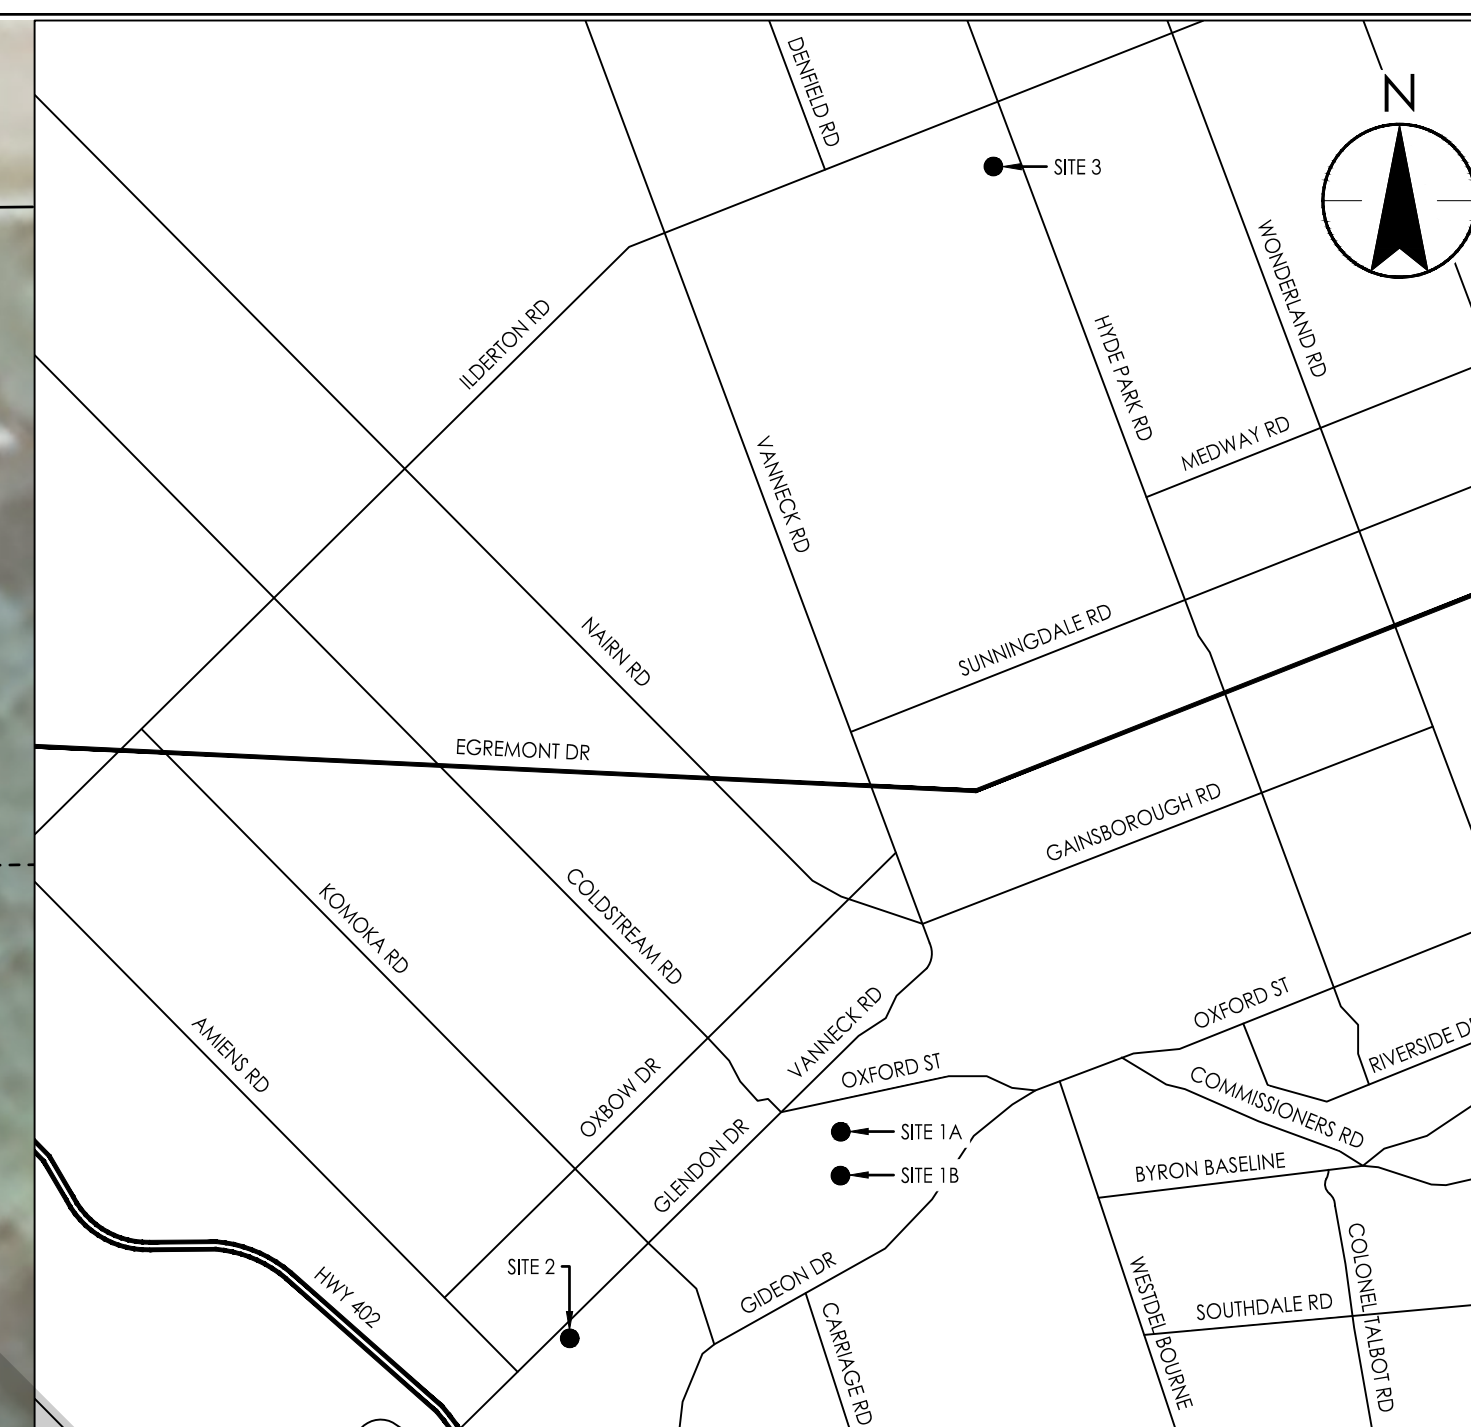 DENFIELD RD
N
SITE 3
WONDERLAND RD
ILDERTON RD
HYDE PARK RD
MEDWAY RD
VANNECK RD
SUNNINGDALE RD
NAIRN RD
EGREMONT DR
GAINSBOROUGH RD
COLDSTREAM RD
KOMOKA RD
VANNECK RD
OXFORD ST
AMIENS RD
OXBOW DR
OXFORD ST
RIVERSIDE D
COMMISSIONERS RD
SITE 1A
GLENDON DR
SITE 1B
BYRON BASELINE
SITE 2
HWY 402
GIDEON DR
CARRIAGE RD
WESTDEL BOURNE
SOUTHDALE RD
COLONEL TALBOT RD